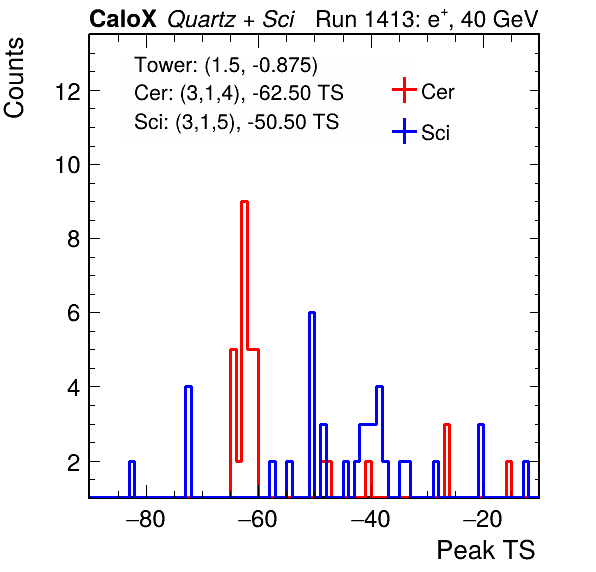 CaloX Quartz + Sci Run 1413: e+, 40 GeV
Counts
Tower: (1.5, -0.875)
Cer: (3,1,4), -62.50 TS
Sci: (3,1,5), -50.50 TS
Cer
Sci
12
10
8
6
4
2
−80 −60 −40 −20
Peak TS